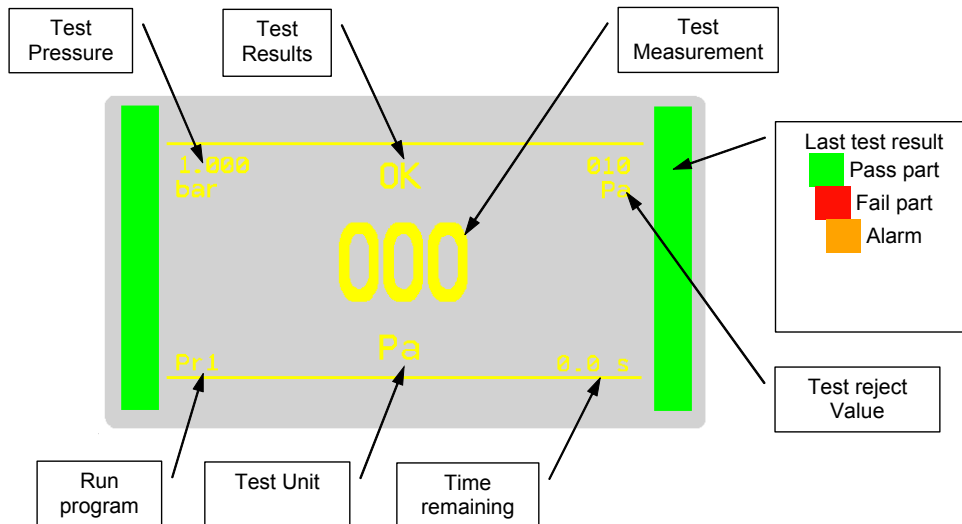 Test
Pressure
Test
Results
Test
Measurement
1.000
bar
OK
010
Pa
000
Pa
Pr1
0.0 s
Last test result
Pass part
Fail part
Alarm
Test reject
Value
Run
program
Test Unit
Time
remaining